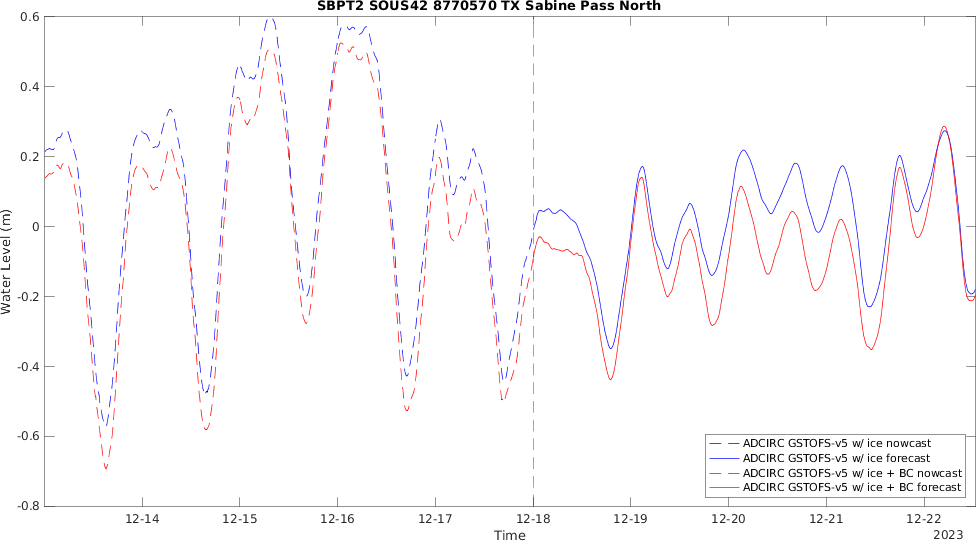 SBPT2 SOUS42 8770570 TX Sabine Pass North
0.6
0.4
0.2
0
-0.2
-0.4
-0.6
-0.8
Water Level (m)
ADCIRC GSTOFS-v5 w/ ice nowcast
ADCIRC GSTOFS-v5 w/ ice forecast
ADCIRC GSTOFS-v5 w/ ice + BC nowcast
ADCIRC GSTOFS-v5 w/ ice + BC forecast
12-14 12-15 12-16 12-17 12-18 12-19 12-20 12-21 12-22
Time 2023